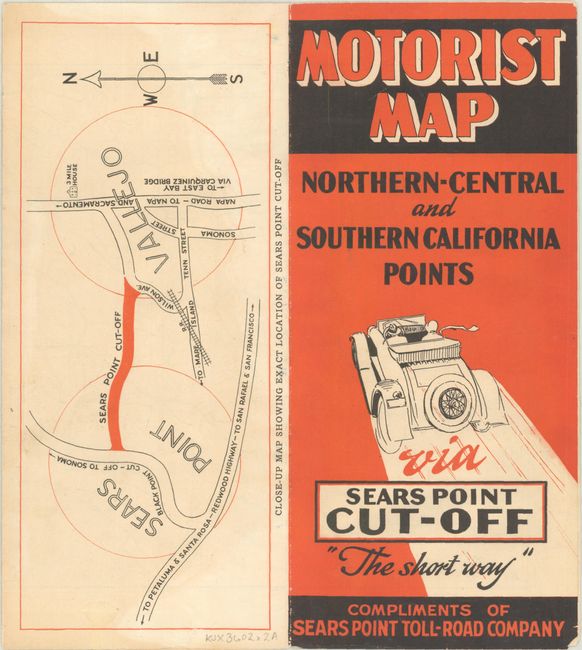 MOTORIST
MAP
NORTHERN-CENTRAL
and
SOUTHERN CALIFORNIA
POINTS
via
SEARS POINT
CUT-OFF
"The short way"
COMPLIMENTS OF
SEARS POINT TOLL-ROAD COMPANY
CLOSE-UP MAP SHOWING EXACT LOCATION OF SEARS POINT CUT-OFF
N
E
W
S
3 MILE
HOUSE
VALLEJO
→ TO EAST BAY
VIA CARQUINEZ BRIDGE
NAPA ROAD - TO NAPA
AND SACRAMENTO →
SONOMA
STREET
TENN STREET
WILSON AVE.
→ TO MARE ISLAND
SEARS POINT CUT-OFF
SEARS
POINT
BLACK POINT CUT-OFF TO SONOMA
← TO PETALUMA & SANTA ROSA - REDWOOD HIGHWAY - TO SAN RAFAEL & SAN FRANCISCO →